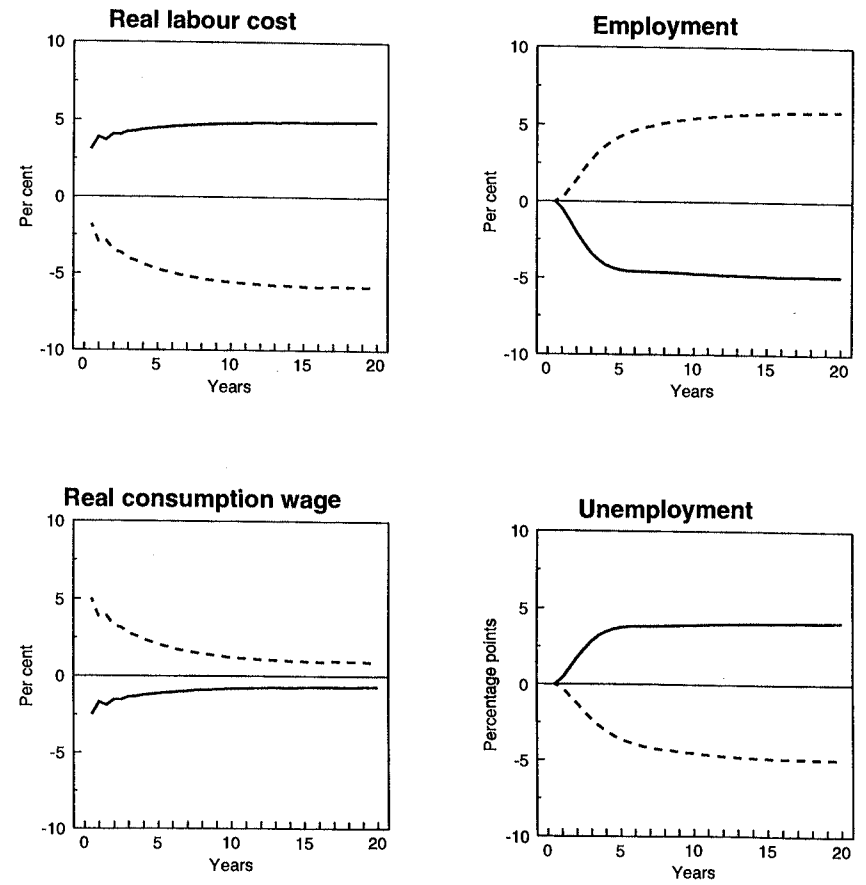 Real labour cost
10
5
0
-5
-10
Per cent
0 5 10 15 20
Years
Employment
10
5
0
-5
-10
Per cent
0 5 10 15 20
Years
Real consumption wage
10
5
0
-5
-10
Per cent
0 5 10 15 20
Years
Unemployment
10
5
0
-5
-10
Percentage points
0 5 10 15 20
Years